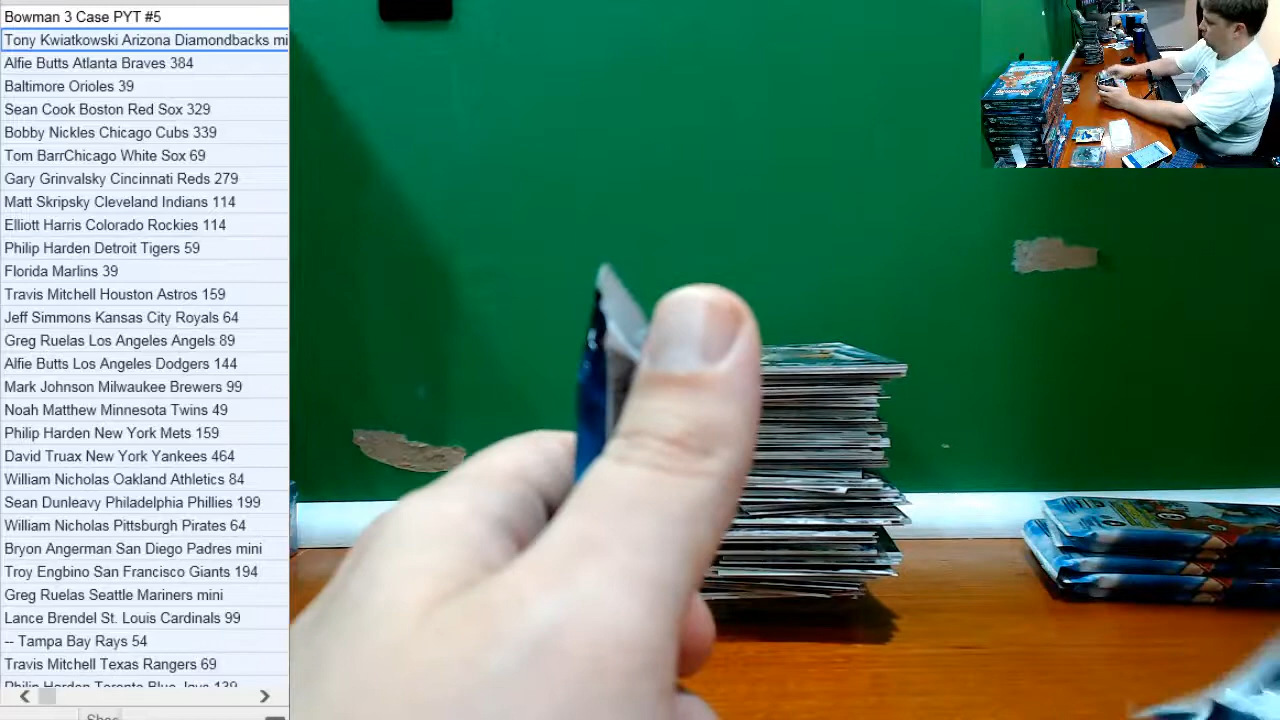 Bowman 3 Case PYT #5
Tony Kwiatkowski Arizona Diamondbacks mi
Alfie Butts Atlanta Braves 384
Baltimore Orioles 39
Sean Cook Boston Red Sox 329
Bobby Nickles Chicago Cubs 339
Tom BarrChicago White Sox 69
Gary Grinvalsky Cincinnati Reds 279
Matt Skripsky Cleveland Indians 114
Elliott Harris Colorado Rockies 114
Philip Harden Detroit Tigers 59
Florida Marlins 39
Travis Mitchell Houston Astros 159
Jeff Simmons Kansas City Royals 64
Greg Ruelas Los Angeles Angels 89
Alfie Butts Los Angeles Dodgers 144
Mark Johnson Milwaukee Brewers 99
Noah Matthew Minnesota Twins 49
Philip Harden New York Mets 159
David Truax New York Yankees 464
William Nicholas Oakland Athletics 84
Sean Dunleavy Philadelphia Phillies 199
William Nicholas Pittsburgh Pirates 64
Bryon Angerman San Diego Padres mini
Troy Engbino San Francisco Giants 194
Greg Ruelas Seattle Mariners mini
Lance Brendel St. Louis Cardinals 99
-- Tampa Bay Rays 54
Travis Mitchell Texas Rangers 69
Philip Harden Toronto Blue Jays 139